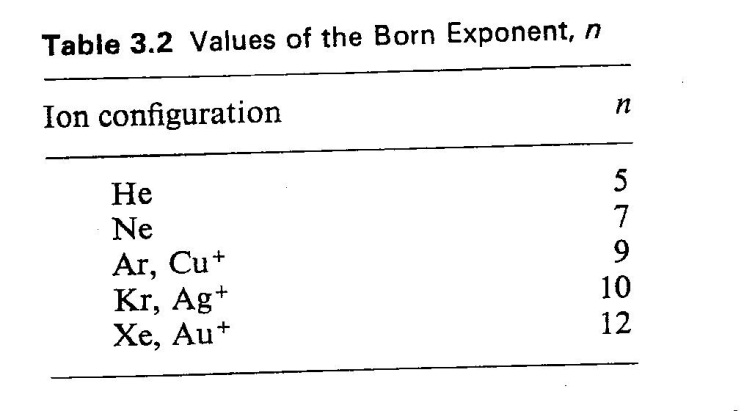 Table 3.2 Values of the Born Exponent, n
Ion configuration n
He 5
Ne 7
Ar, Cu+ 9
Kr, Ag+ 10
Xe, Au+ 12